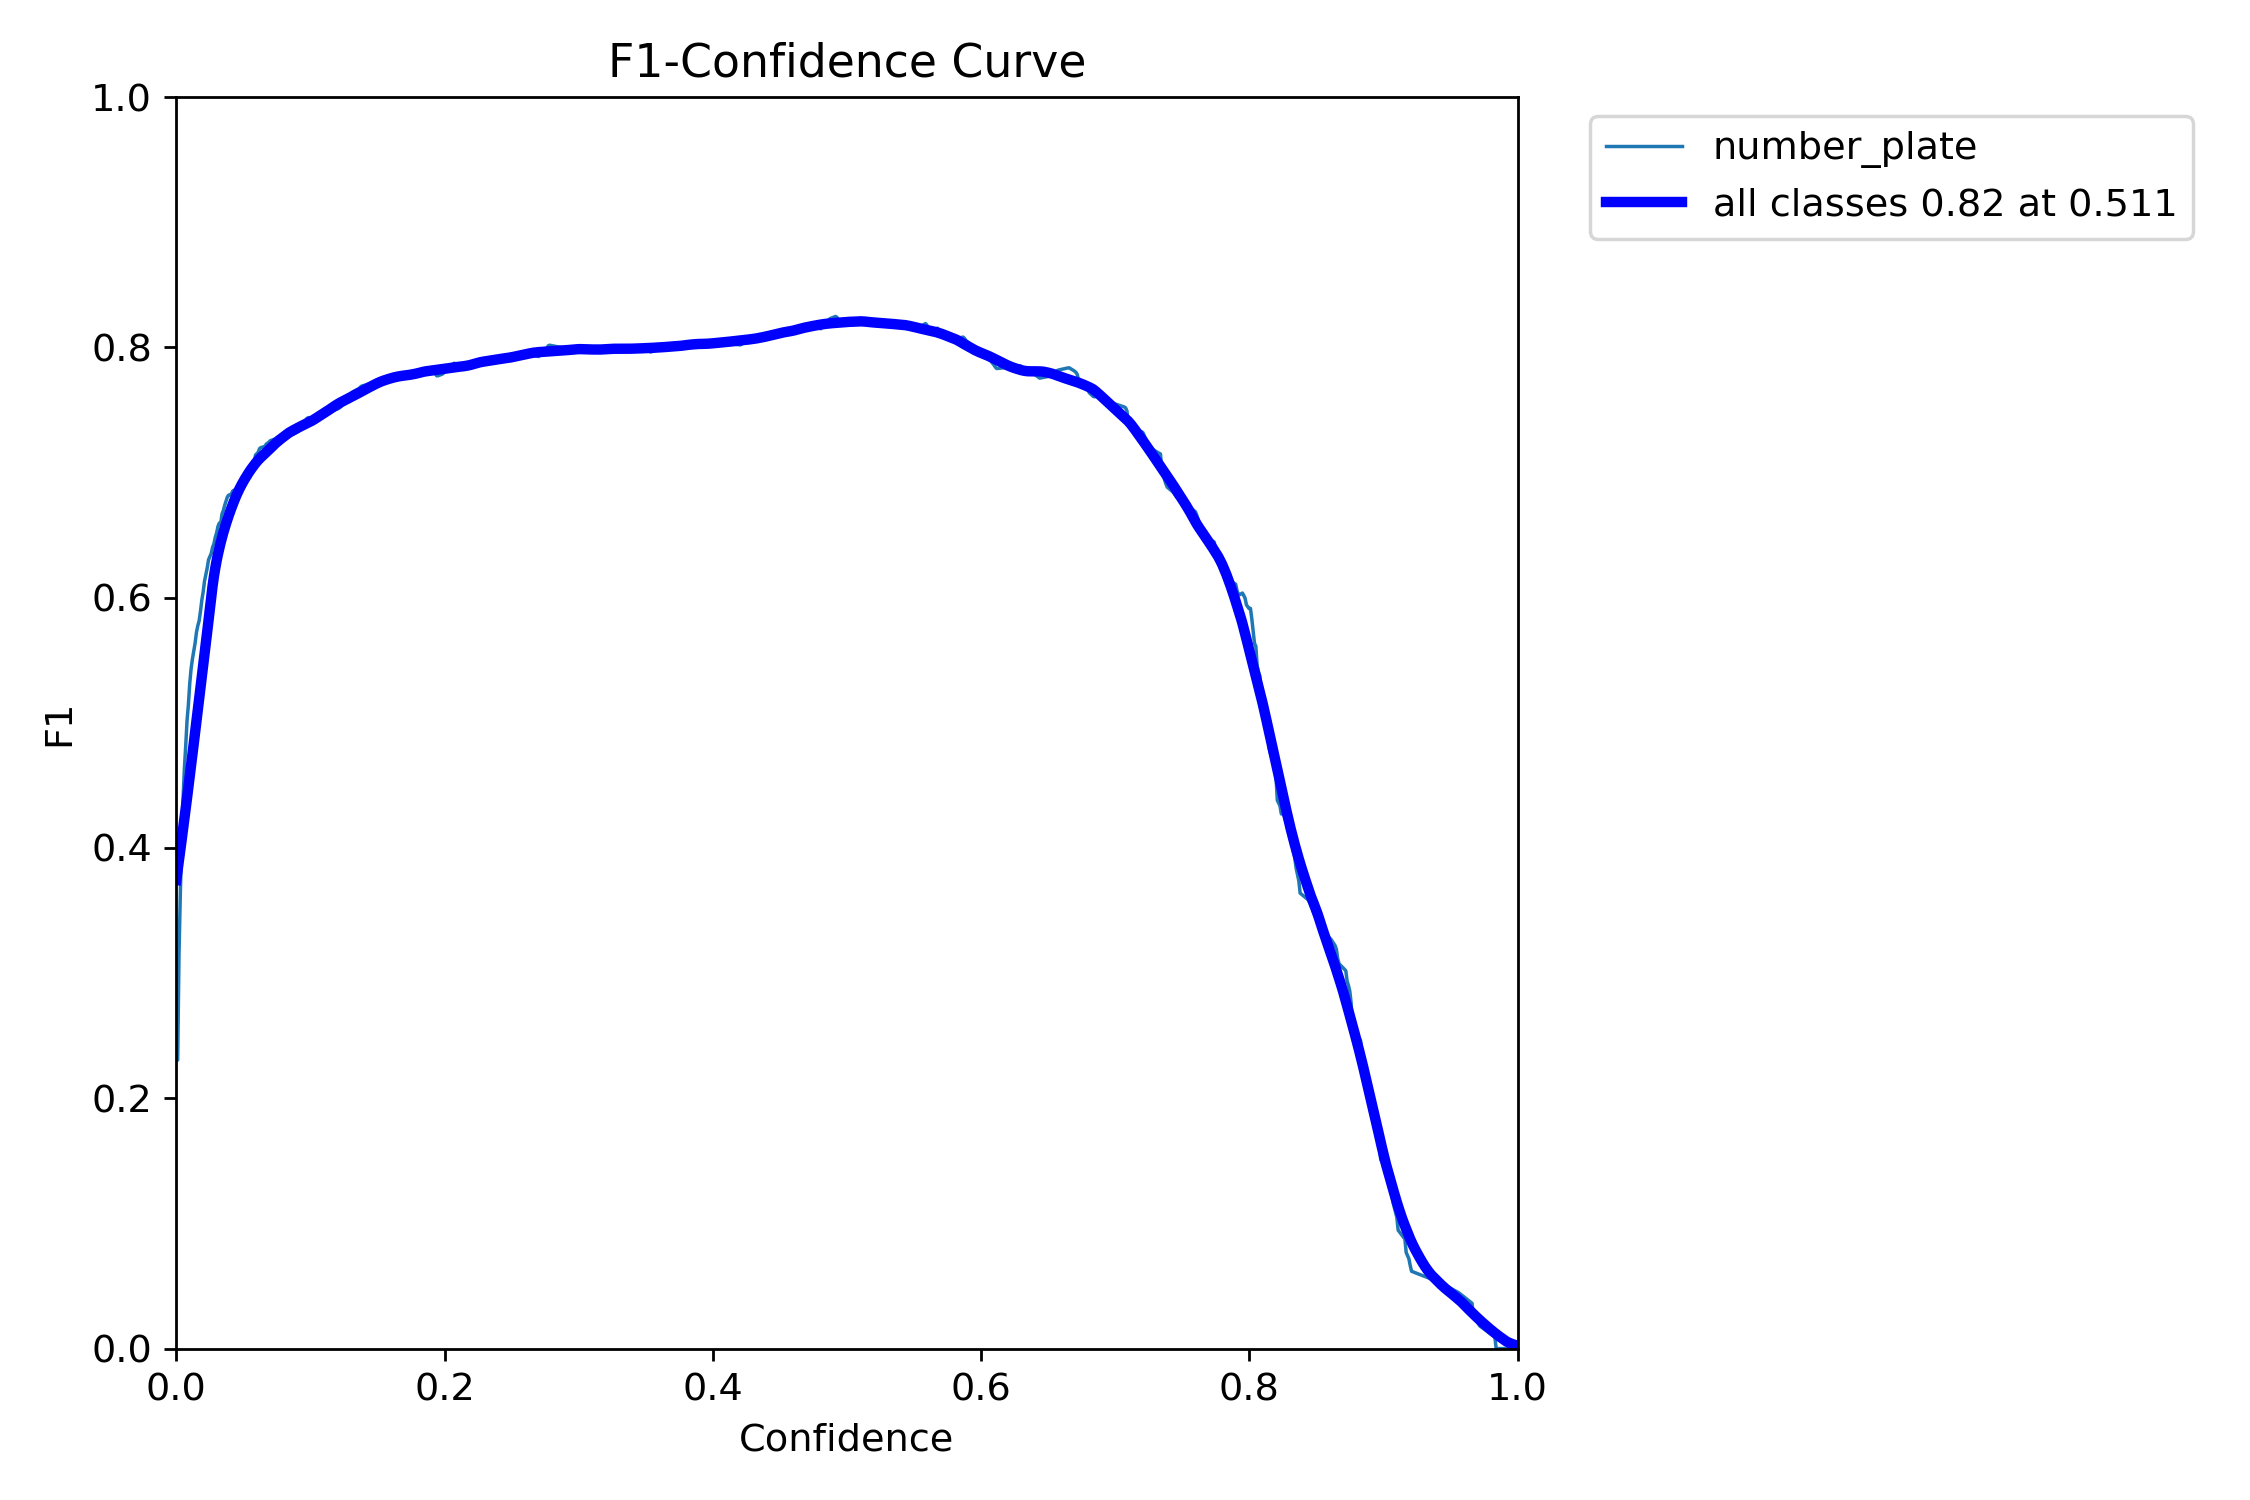 F1-Confidence Curve
number_plate
all classes 0.82 at 0.511
1.0
0.8
0.6
0.4
0.2
0.0
F1
0.0 0.2 0.4 0.6 0.8 1.0
Confidence